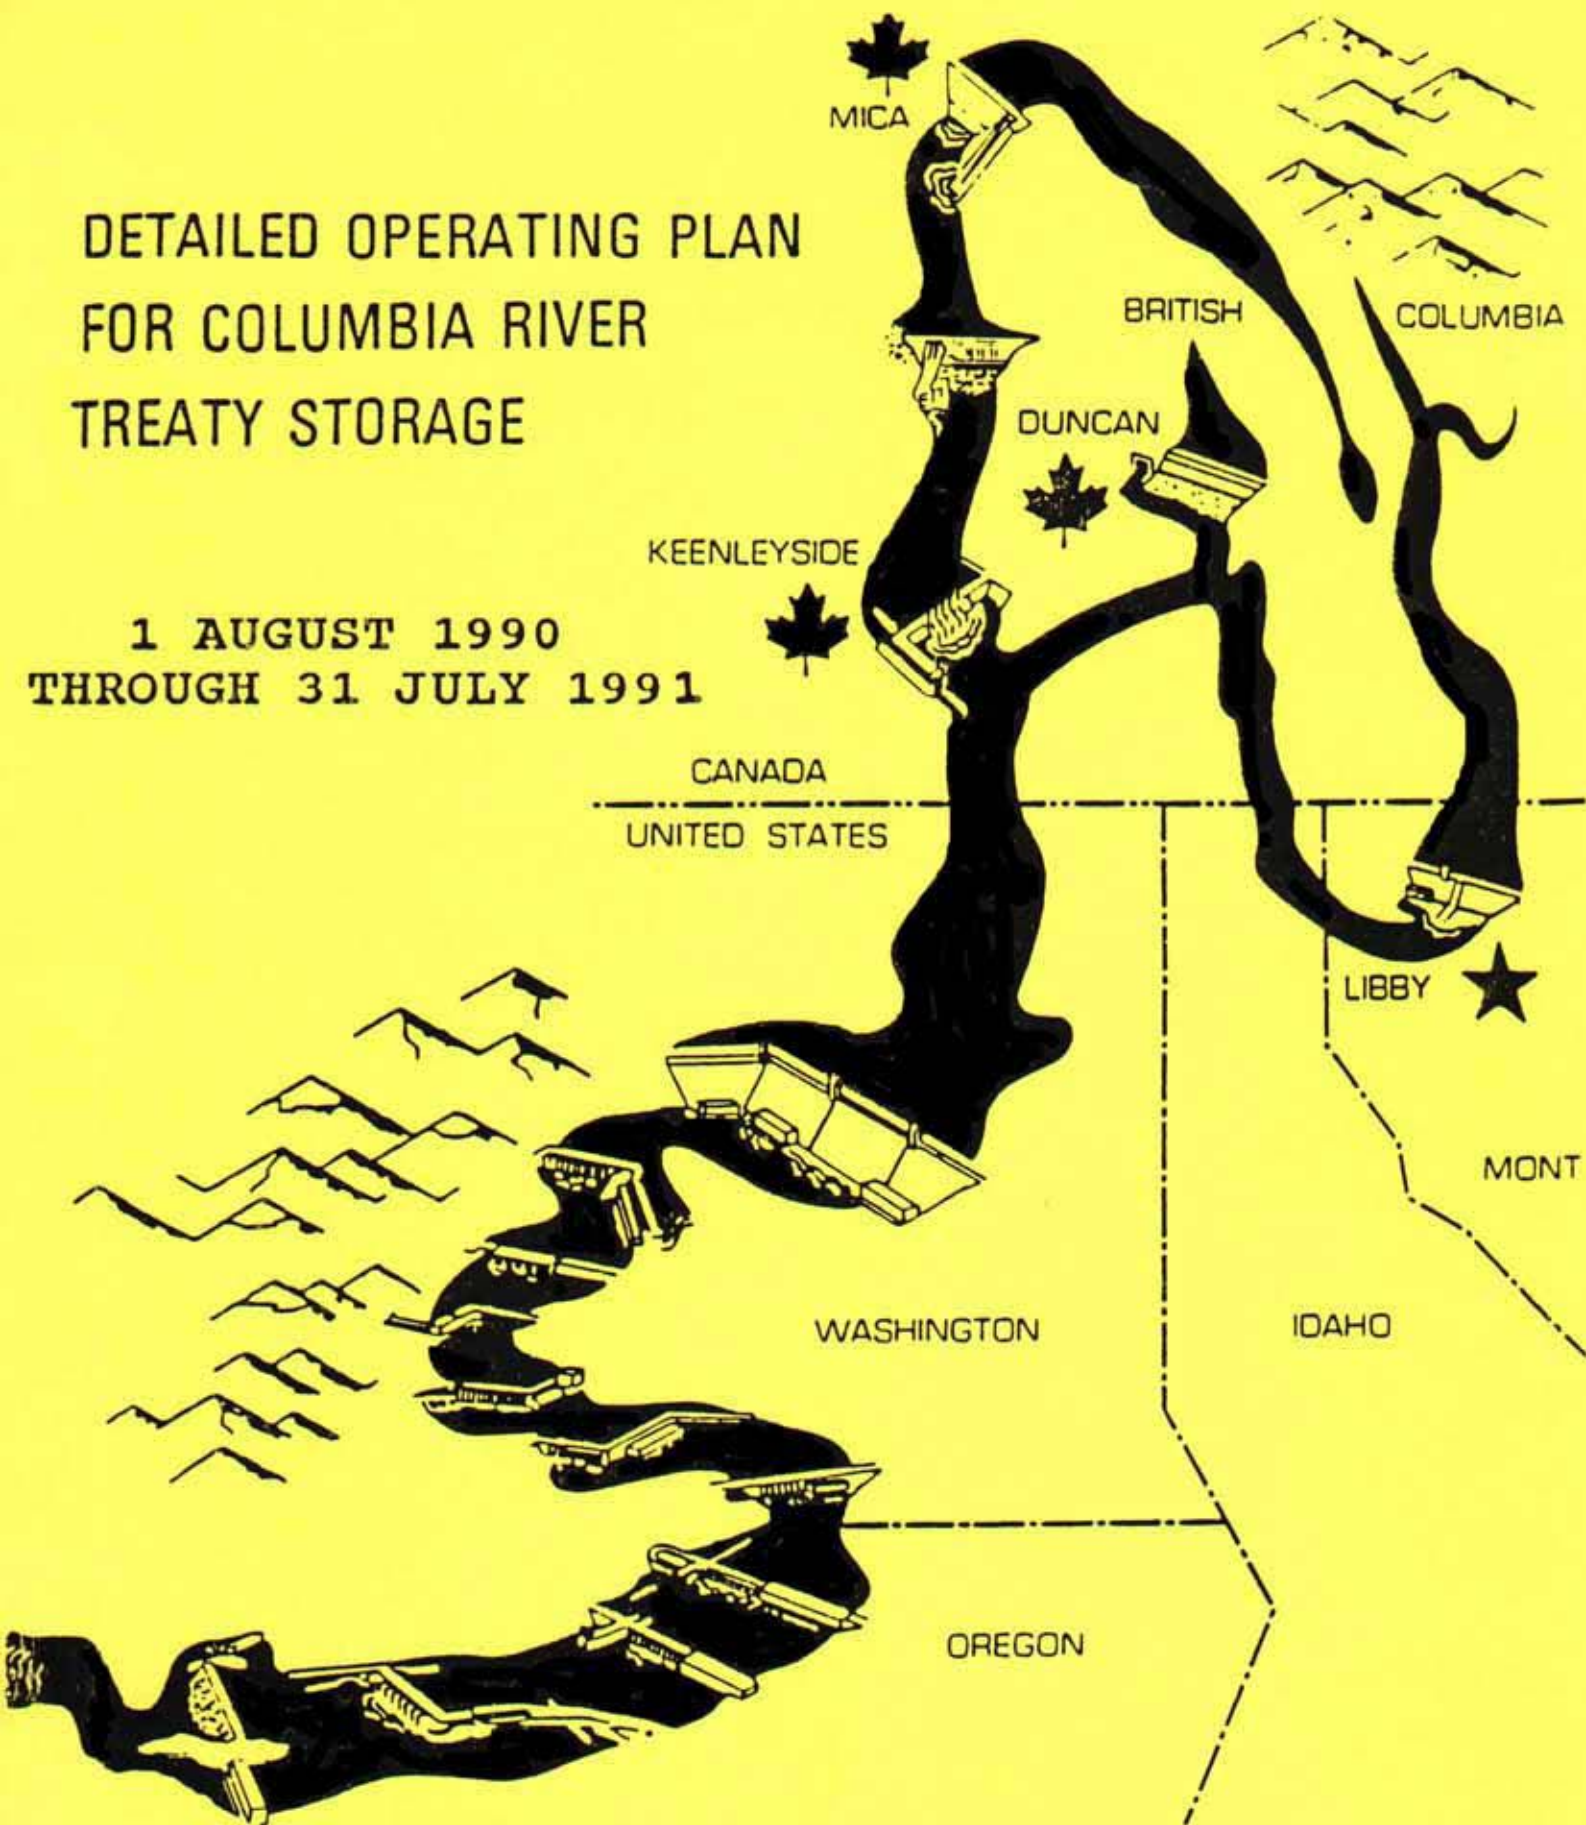 MICA
DETAILED OPERATING PLAN
FOR COLUMBIA RIVER
TREATY STORAGE
BRITISH COLUMBIA
DUNCAN
KEENLEYSIDE
1 AUGUST 1990
THROUGH 31 JULY 1991
CANADA
UNITED STATES
LIBBY
MONT
WASHINGTON
IDAHO
OREGON